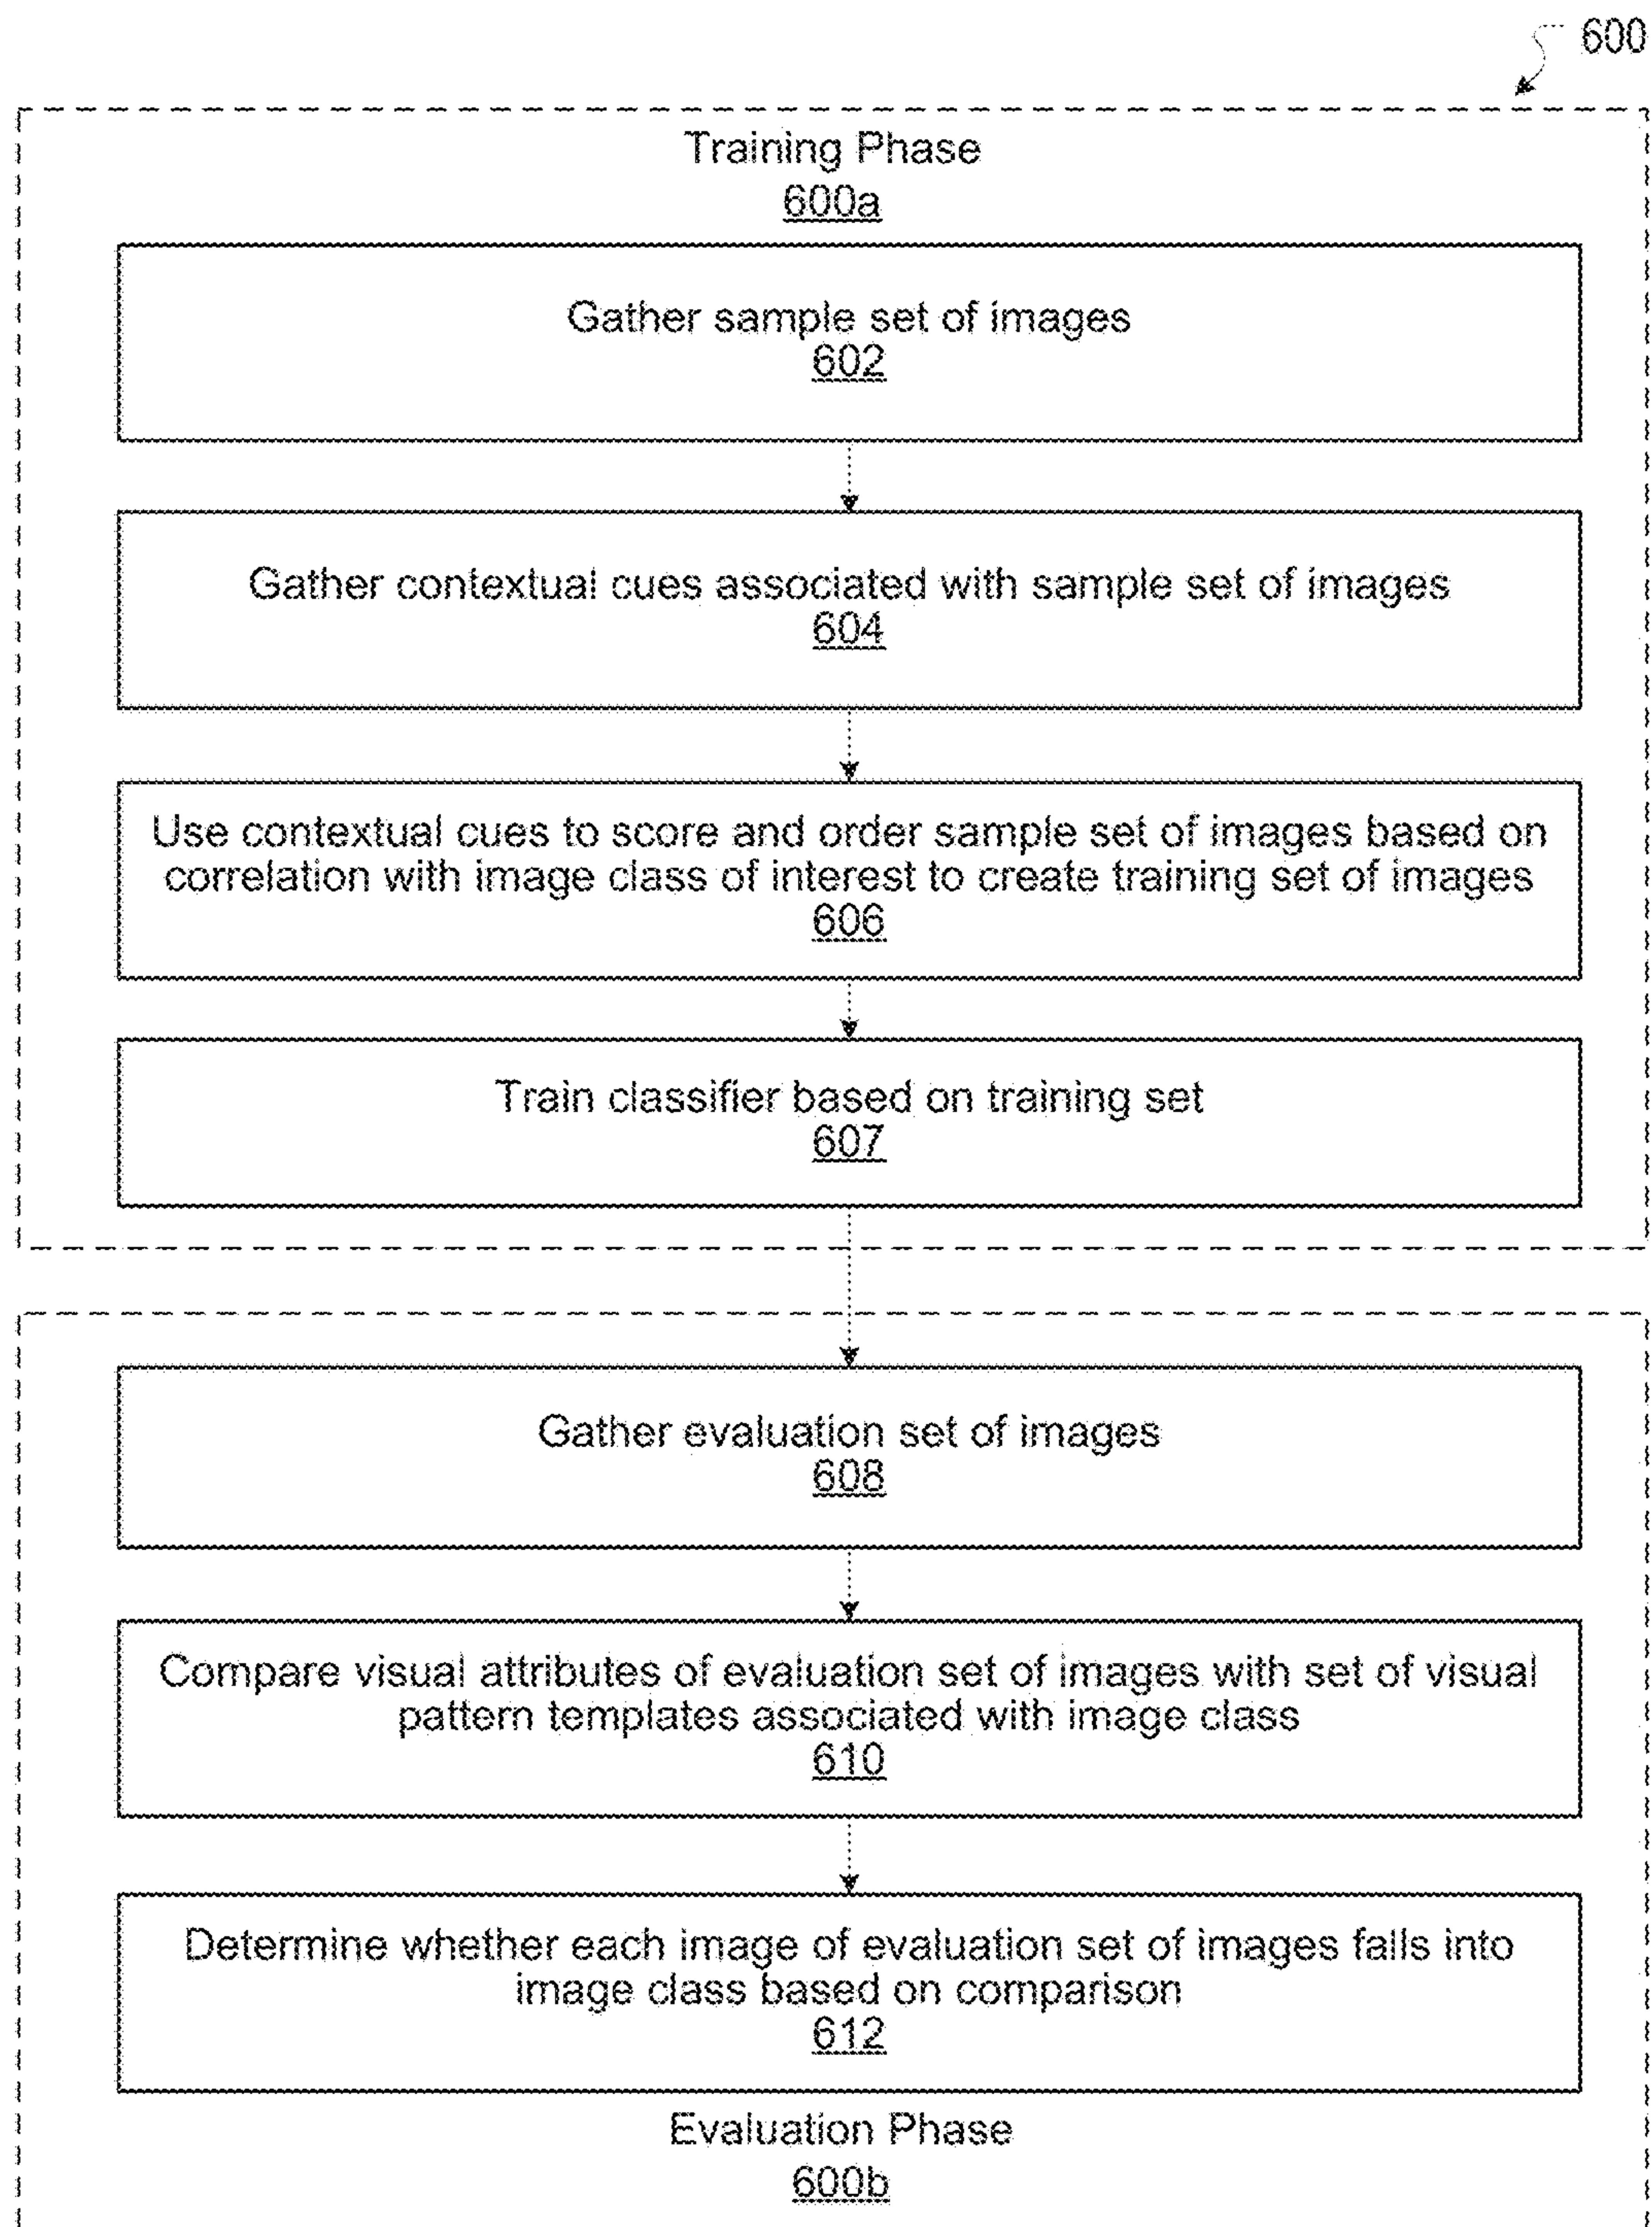 600
Training Phase
600a
Gather sample set of images
602
Gather contextual cues associated with sample set of images
604
Use contextual cues to score and order sample set of images based on
correlation with image class of interest to create training set of images
606
Train classifier based on training set
607
Gather evaluation set of images
608
Compare visual attributes of evaluation set of images with set of visual
pattern templates associated with image class
610
Determine whether each image of evaluation set of images falls into
image class based on comparison
612
Evaluation Phase
600b